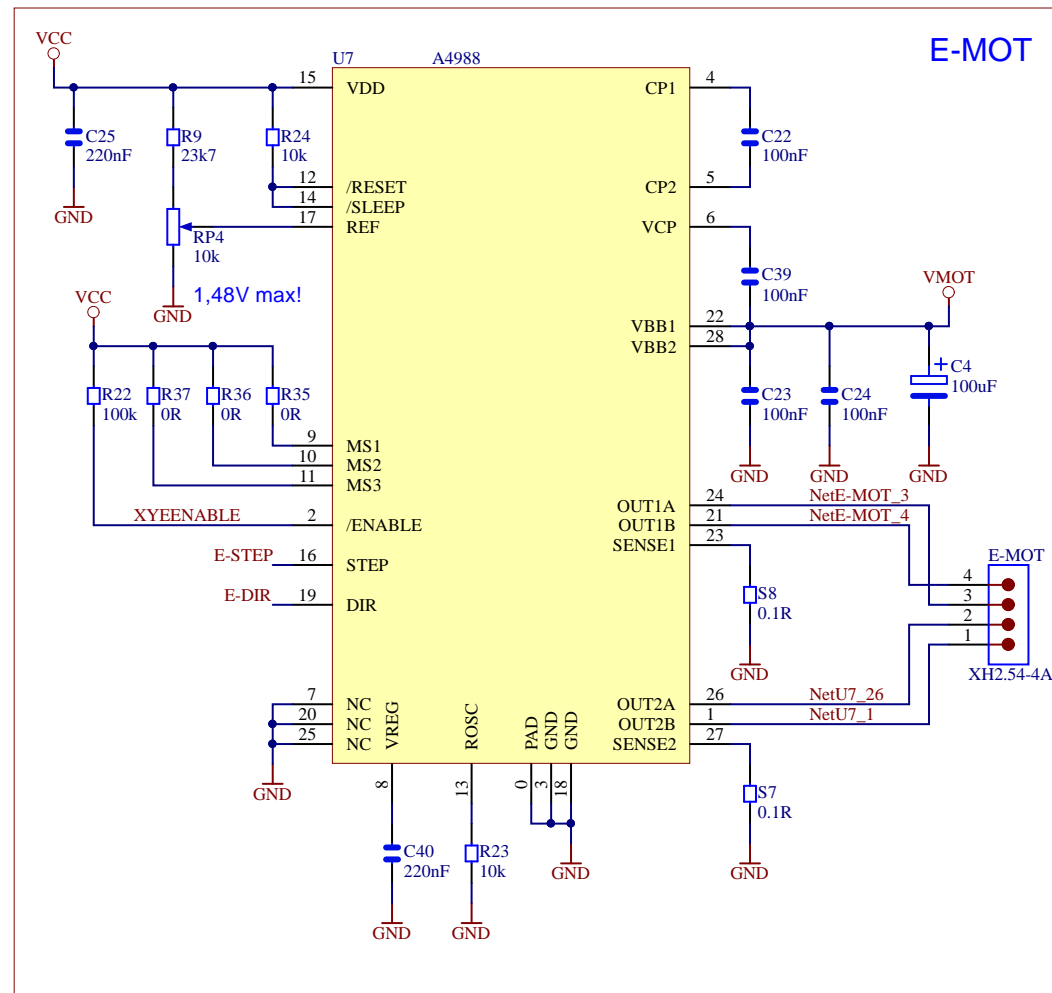 E-MOT
VCC
U7
A4988
15
VDD
C25
220nF
R9
23k7
R24
10k
12
/RESET
14
/SLEEP
17
REF
GND
RP4
10k
1,48V max!
GND
4
CP1
C22
100nF
5
CP2
6
VCP
C39
100nF
VMOT
22
VBB1
28
VBB2
C23
100nF
C24
100nF
C4
100uF
+
GND
GND
GND
VCC
R22
100k
R37
0R
R36
0R
R35
0R
9
MS1
10
MS2
11
MS3
XYEENABLE
2
/ENABLE
E-STEP
16
STEP
E-DIR
19
DIR
24
OUT1A
NetE-MOT_3
21
OUT1B
NetE-MOT_4
23
SENSE1
S8
0.1R
GND
E-MOT
4
3
2
1
XH2.54-4A
26
OUT2A
NetU7_26
1
OUT2B
NetU7_1
27
SENSE2
S7
0.1R
GND
7
NC
20
NC
25
NC
GND
VREG
8
ROSC
13
PAD
0
GND
3
GND
18
GND
C40
220nF
GND
R23
10k
GND